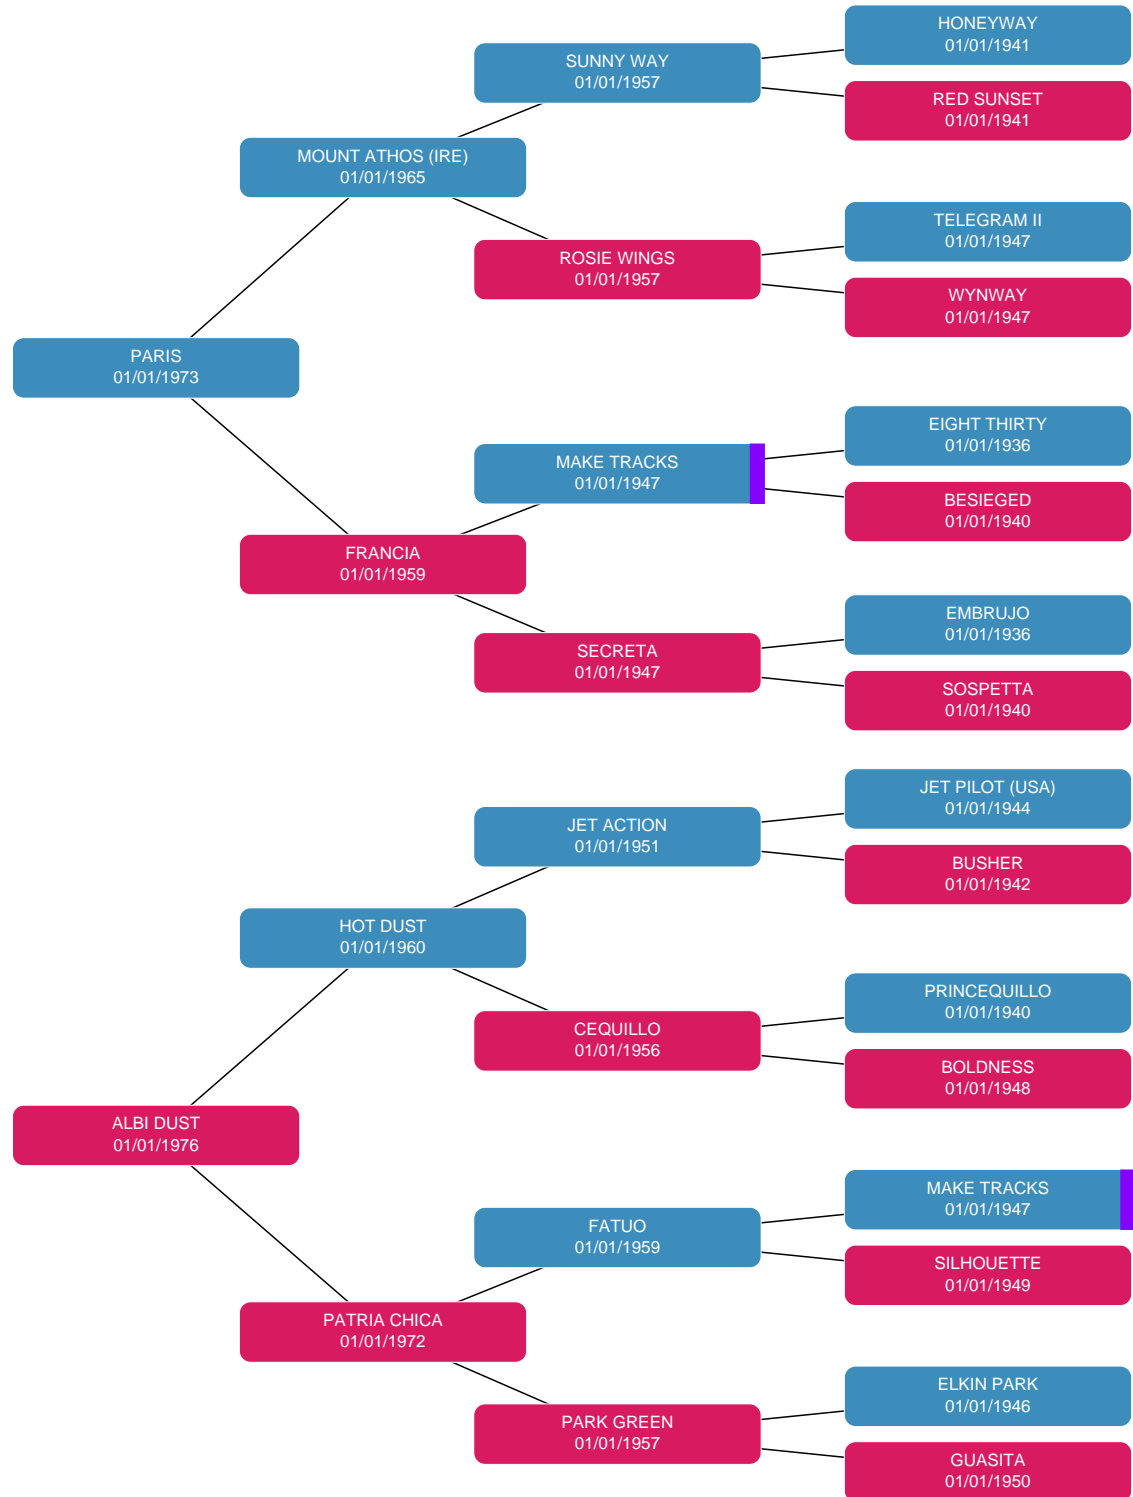 HONEYWAY
01/01/1941
SUNNY WAY
01/01/1957
RED SUNSET
01/01/1941
MOUNT ATHOS (IRE)
01/01/1965
TELEGRAM II
01/01/1947
ROSIE WINGS
01/01/1957
WYNWAY
01/01/1947
PARIS
01/01/1973
EIGHT THIRTY
01/01/1936
MAKE TRACKS
01/01/1947
BESIEGED
01/01/1940
FRANCIA
01/01/1959
EMBRUJO
01/01/1936
SECRETA
01/01/1947
SOSPETTA
01/01/1940
JET PILOT (USA)
01/01/1944
JET ACTION
01/01/1951
BUSHER
01/01/1942
HOT DUST
01/01/1960
PRINCEQUILLO
01/01/1940
CEQUILLO
01/01/1956
BOLDNESS
01/01/1948
ALBI DUST
01/01/1976
MAKE TRACKS
01/01/1947
FATUO
01/01/1959
SILHOUETTE
01/01/1949
PATRIA CHICA
01/01/1972
ELKIN PARK
01/01/1946
PARK GREEN
01/01/1957
GUASITA
01/01/1950